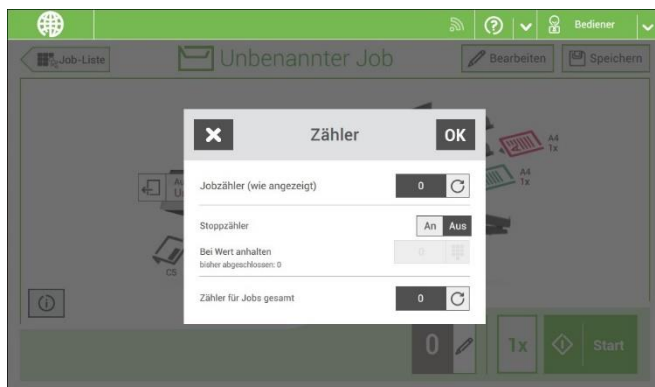 Bediener
Job-Liste
Unbenannter Job
Bearbeiten
Speichern
Zähler
OK
A4
1x
A4
1x
Jobzähler (wie angezeigt)
0
Stoppzähler
An Aus
Bei Wert anhalten
0
bisher abgeschlossen: 0
C5
Zähler für Jobs gesamt
0
0
1x
Start